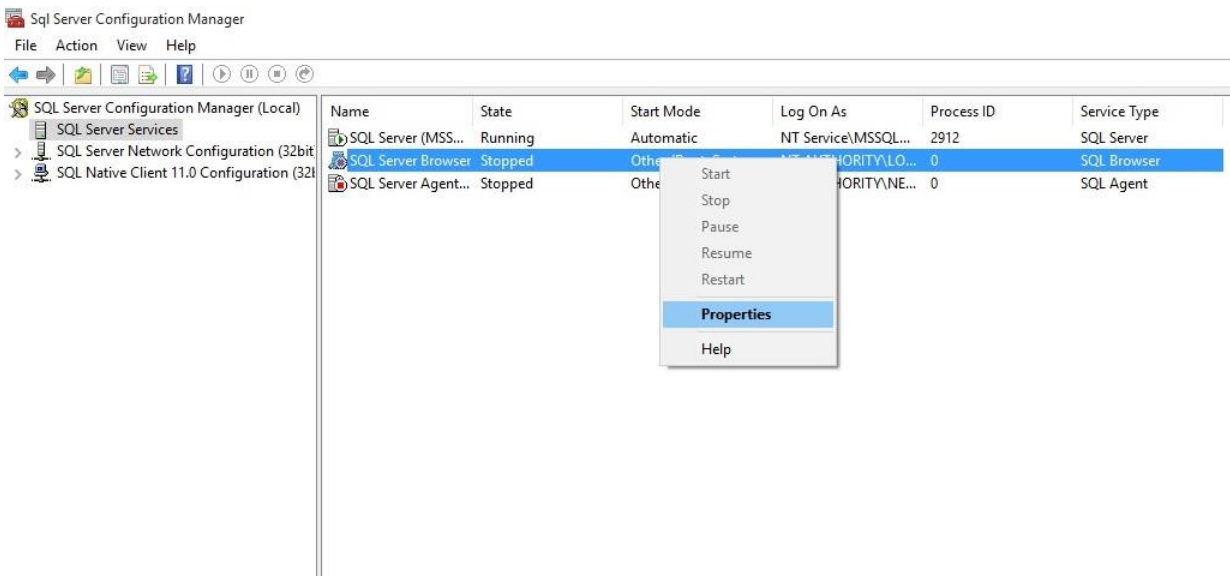 Sql Server Configuration Manager
File Action View Help
SQL Server Configuration Manager (Local)
SQL Server Services
SQL Server Network Configuration (32bit
SQL Native Client 11.0 Configuration (32
Name State Start Mode Log On As Process ID Service Type
SQL Server (MSS... Running Automatic NT Service\MSSQL... 2912 SQL Server
SQL Server Browser Stopped Othe 0 SQL Browser
SQL Server Agent... Stopped Othe HORITY\NE... 0 SQL Agent
Start
Stop
Pause
Resume
Restart
Properties
Help